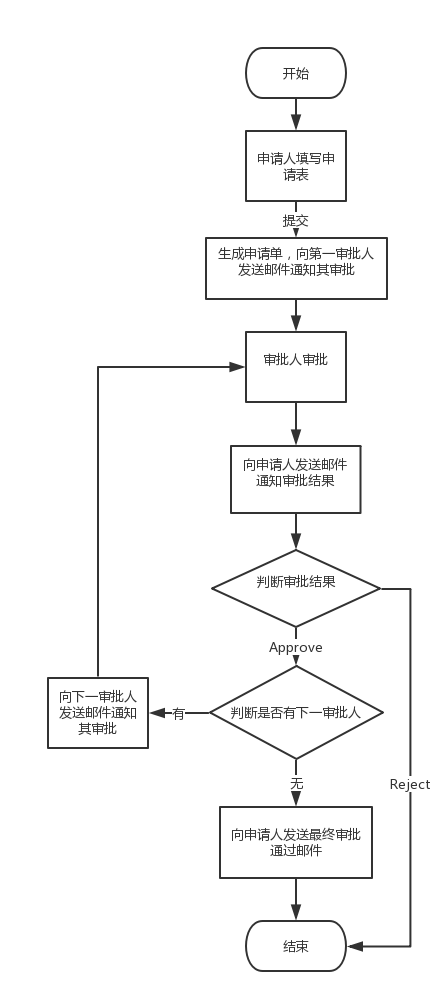 开始
申请人填写申
请表
提交
生成申请单，向第一审批人
发送邮件通知其审批
审批人审批
向申请人发送邮件
通知审批结果
判断审批结果
Approve
向下一审批人
发送邮件通知
其审批
有
判断是否有下一审批人
无
Reject
向申请人发送最终审批
通过邮件
结束